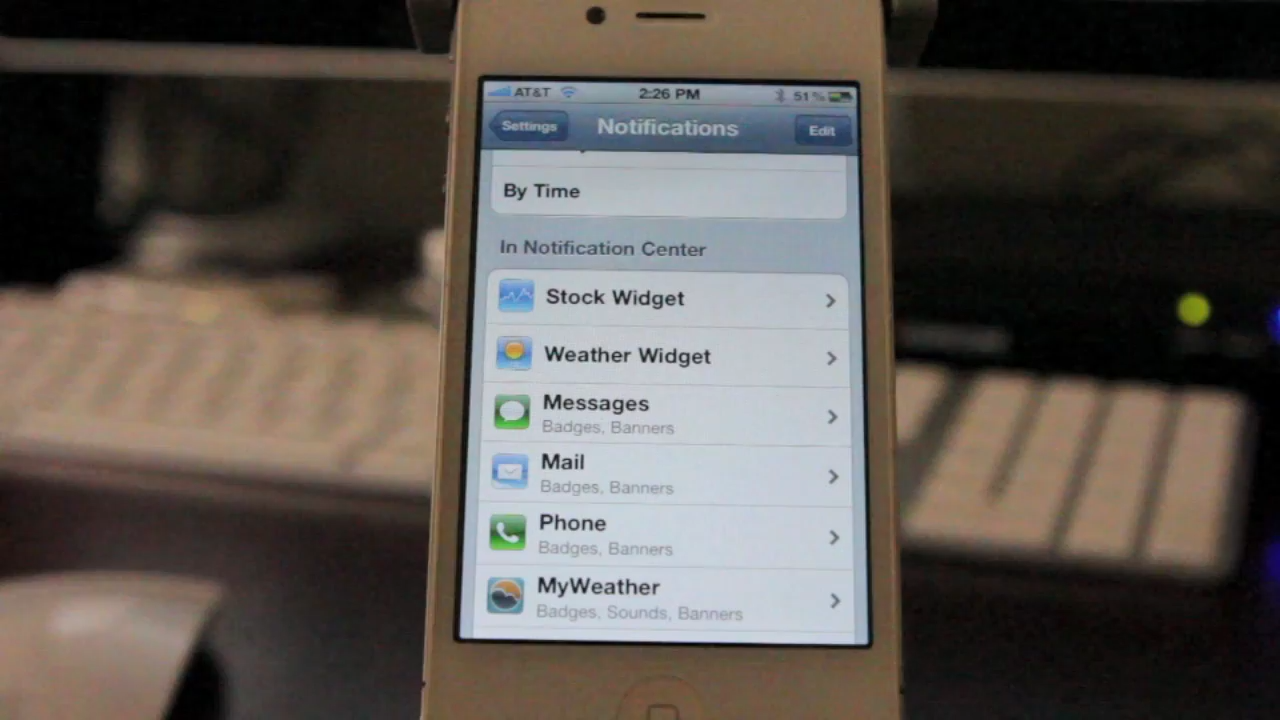 AT&T 2:26 PM 51%
Settings Notifications Edit
By Time
In Notification Center
Stock Widget
Weather Widget
Messages
Badges, Banners
Mail
Badges, Banners
Phone
Badges, Banners
MyWeather
Badges, Sounds, Banners